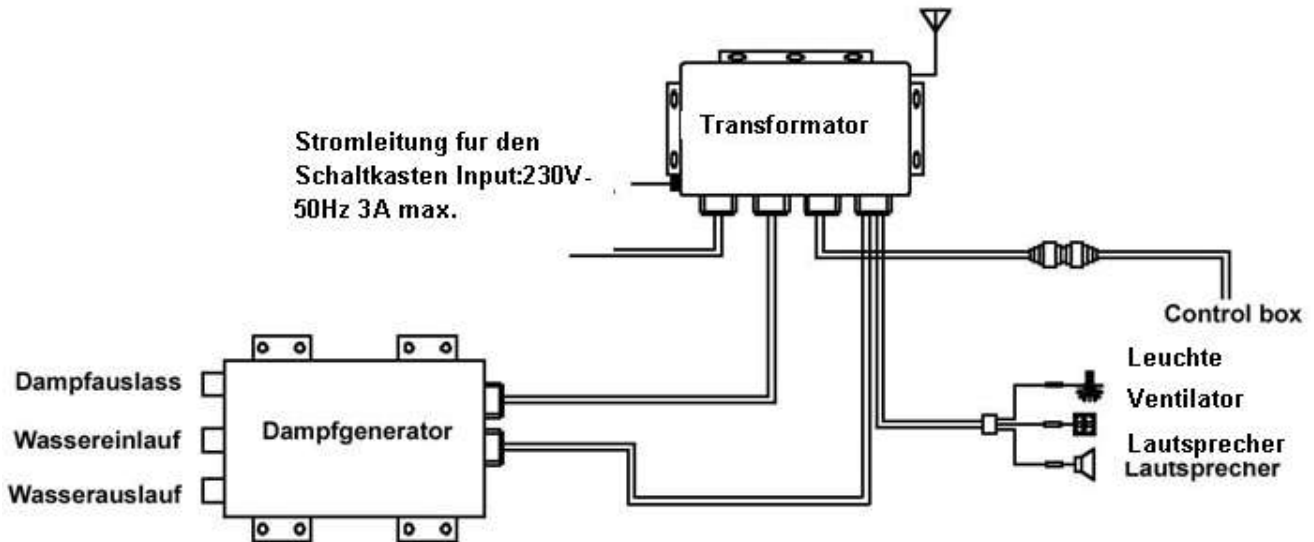 Transformator
Stromleitung fur den
Schaltkasten Input:230V-
50Hz 3A max.
Control box
Leuchte
Ventilator
Lautsprecher
Lautsprecher
Dampfauslass
Wassereinlauf
Wasserauslauf
Dampfgenerator